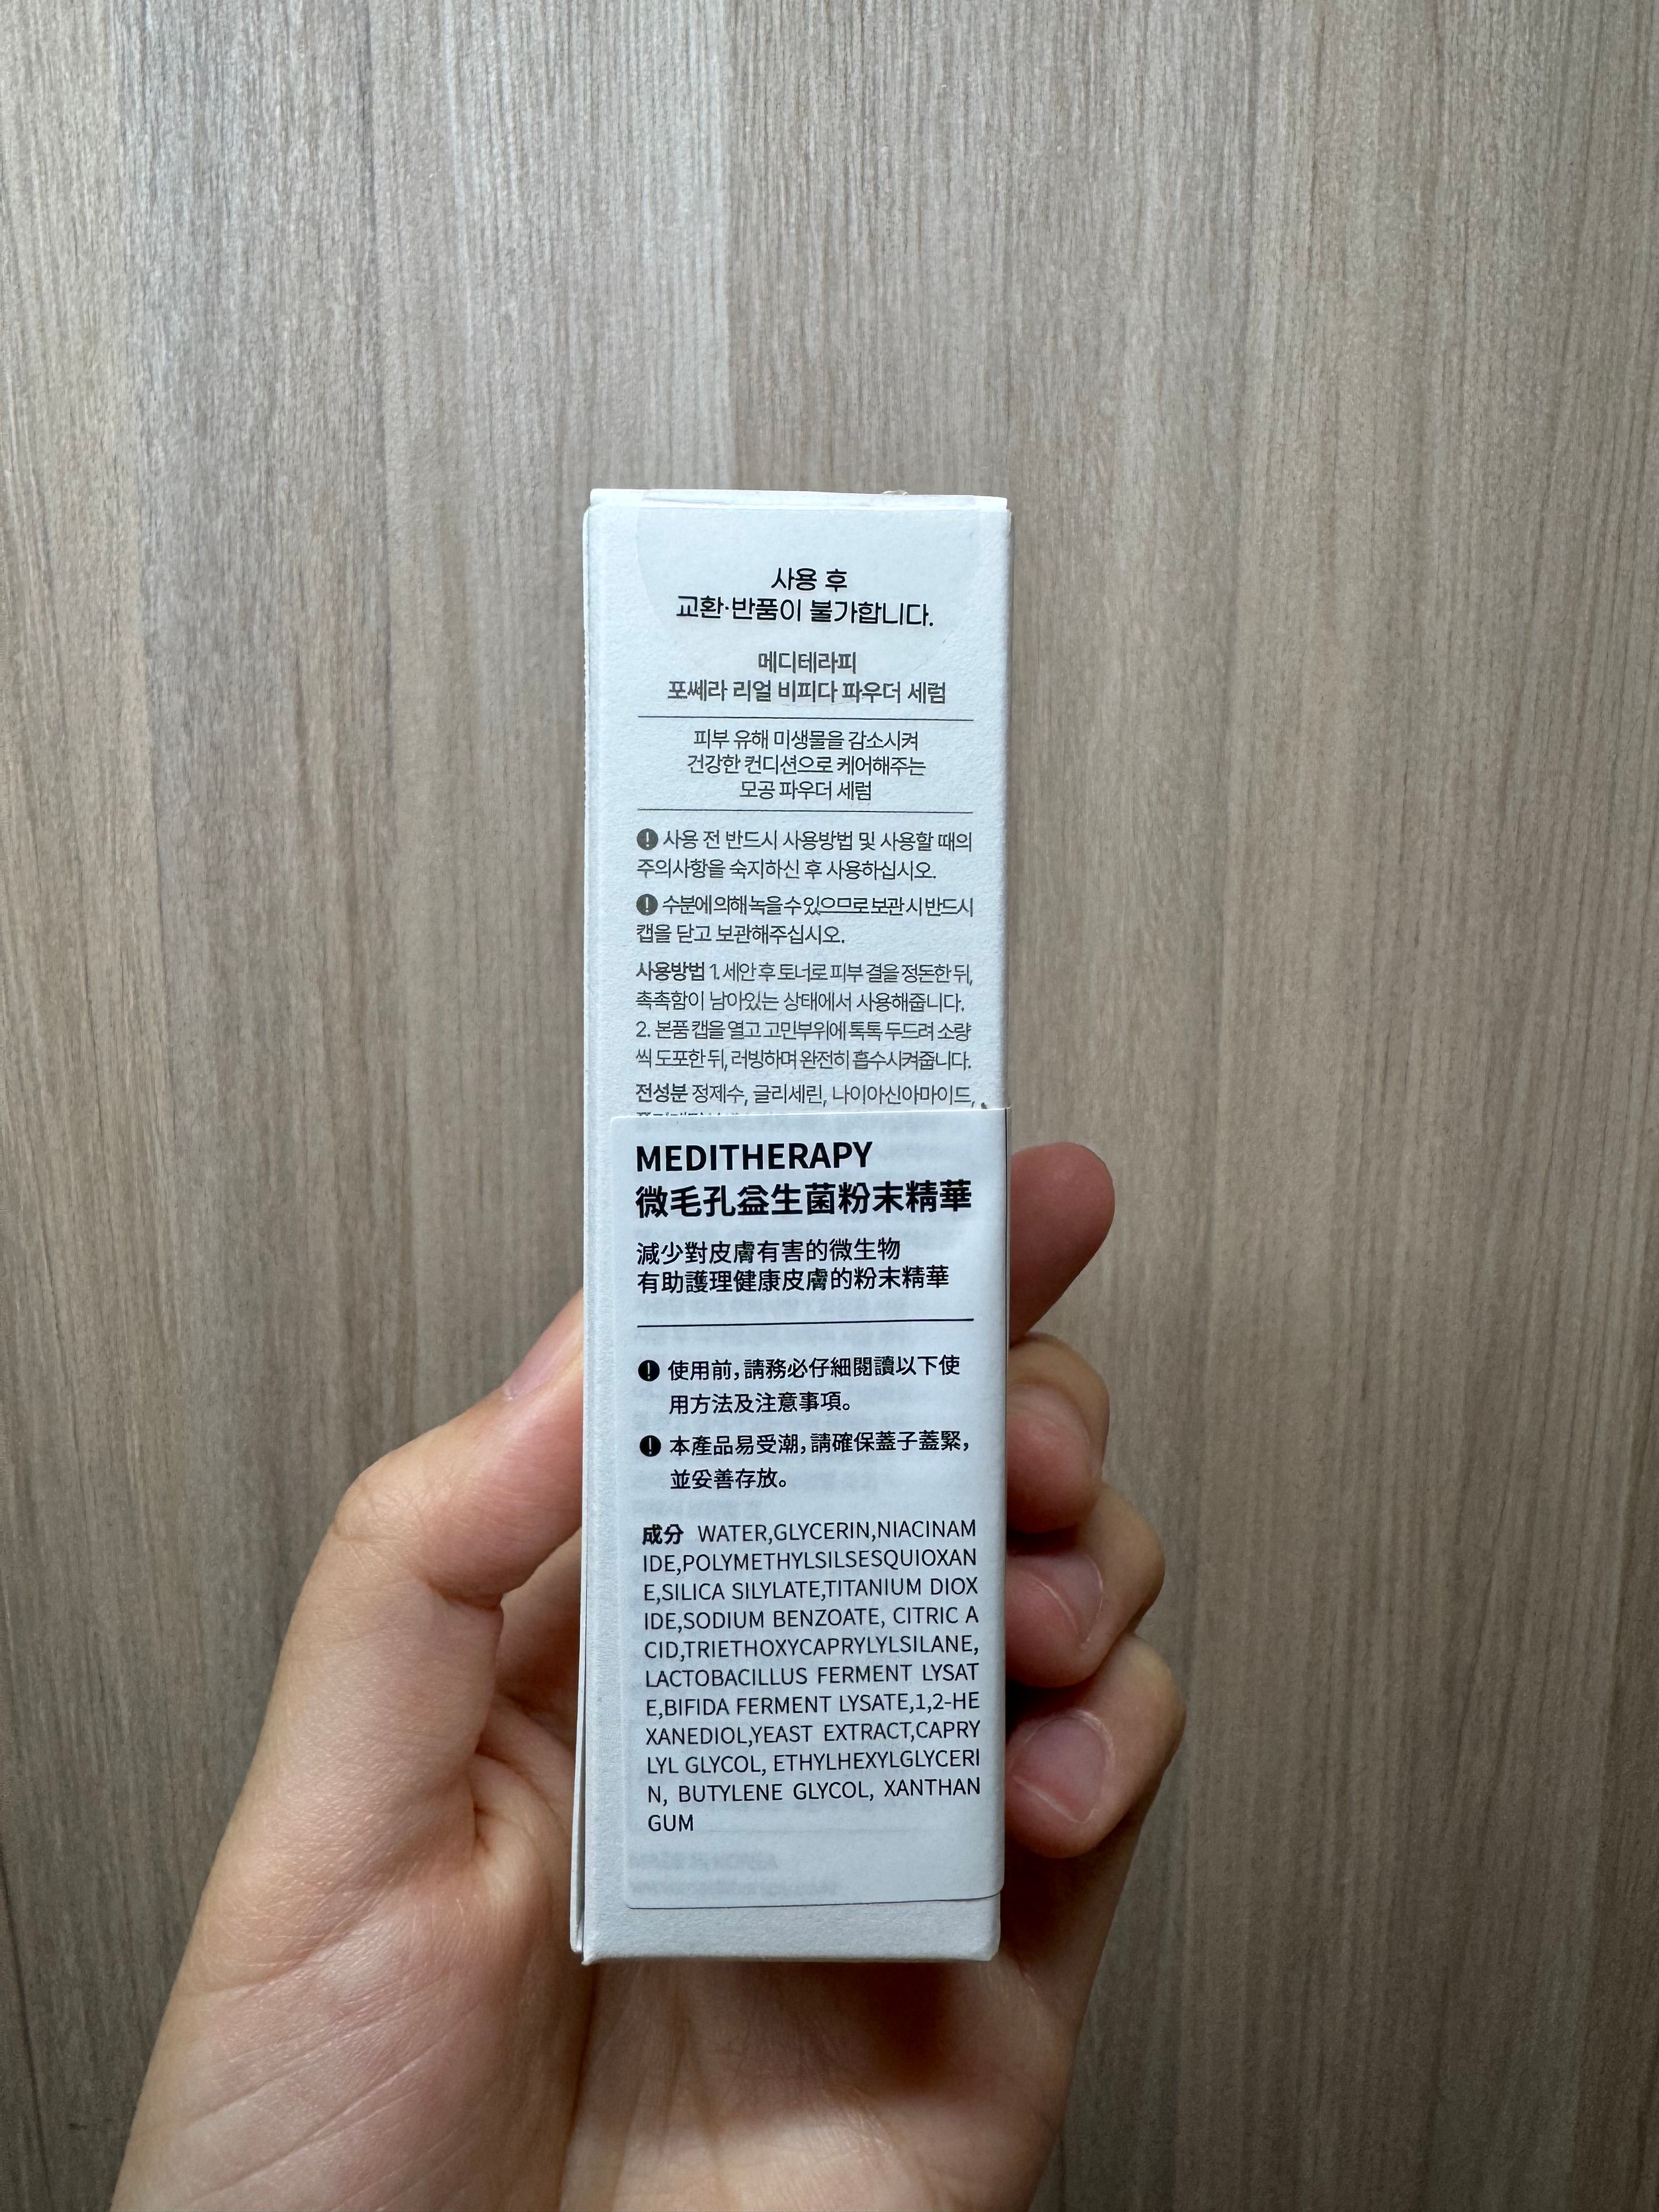 사용 후
교환·반품이 불가합니다.
메디테라피
포쎄라 리얼 비피다 파우더 세럼
피부 유해 미생물을 감소시켜
건강한 컨디션으로 케어해주는
모공 파우더 세럼
! 사용 전 반드시 사용방법 및 사용할 때의
주의사항을 숙지하신 후 사용하십시오.
! 수분에 의해 녹을 수 있으므로 보관 시 반드시
캡을 닫고 보관해주십시오.
사용방법 1. 세안 후 토너로 피부 결을 정돈한 뒤,
촉촉함이 남아있는 상태에서 사용해줍니다.
2. 본품 캡을 열고 고민부위에 톡톡 두드려 소량
씩 도포한 뒤, 러빙하며 완전히 흡수시켜줍니다.
전성분 정제수, 글리세린, 나이아신아마이드,
MEDITHERAPY
微毛孔益生菌粉末精華
減少對皮膚有害的微生物
有助護理健康皮膚的粉末精華
! 使用前，請務必仔細閱讀以下使
用方法及注意事項。
! 本產品易受潮，請確保蓋子蓋緊，
並妥善存放。
成分 WATER,GLYCERIN,NIACINAM
IDE,POLYMETHYLSILSESQUIOXAN
E,SILICA SILYLATE,TITANIUM DIOX
IDE,SODIUM BENZOATE, CITRIC A
CID,TRIETHOXYCAPRYLYLSILANE,
LACTOBACILLUS FERMENT LYSAT
E,BIFIDA FERMENT LYSATE,1,2-HE
XANEDIOL,YEAST EXTRACT,CAPRY
LYL GLYCOL, ETHYLHEXYLGLYCERI
N, BUTYLENE GLYCOL, XANTHAN
GUM